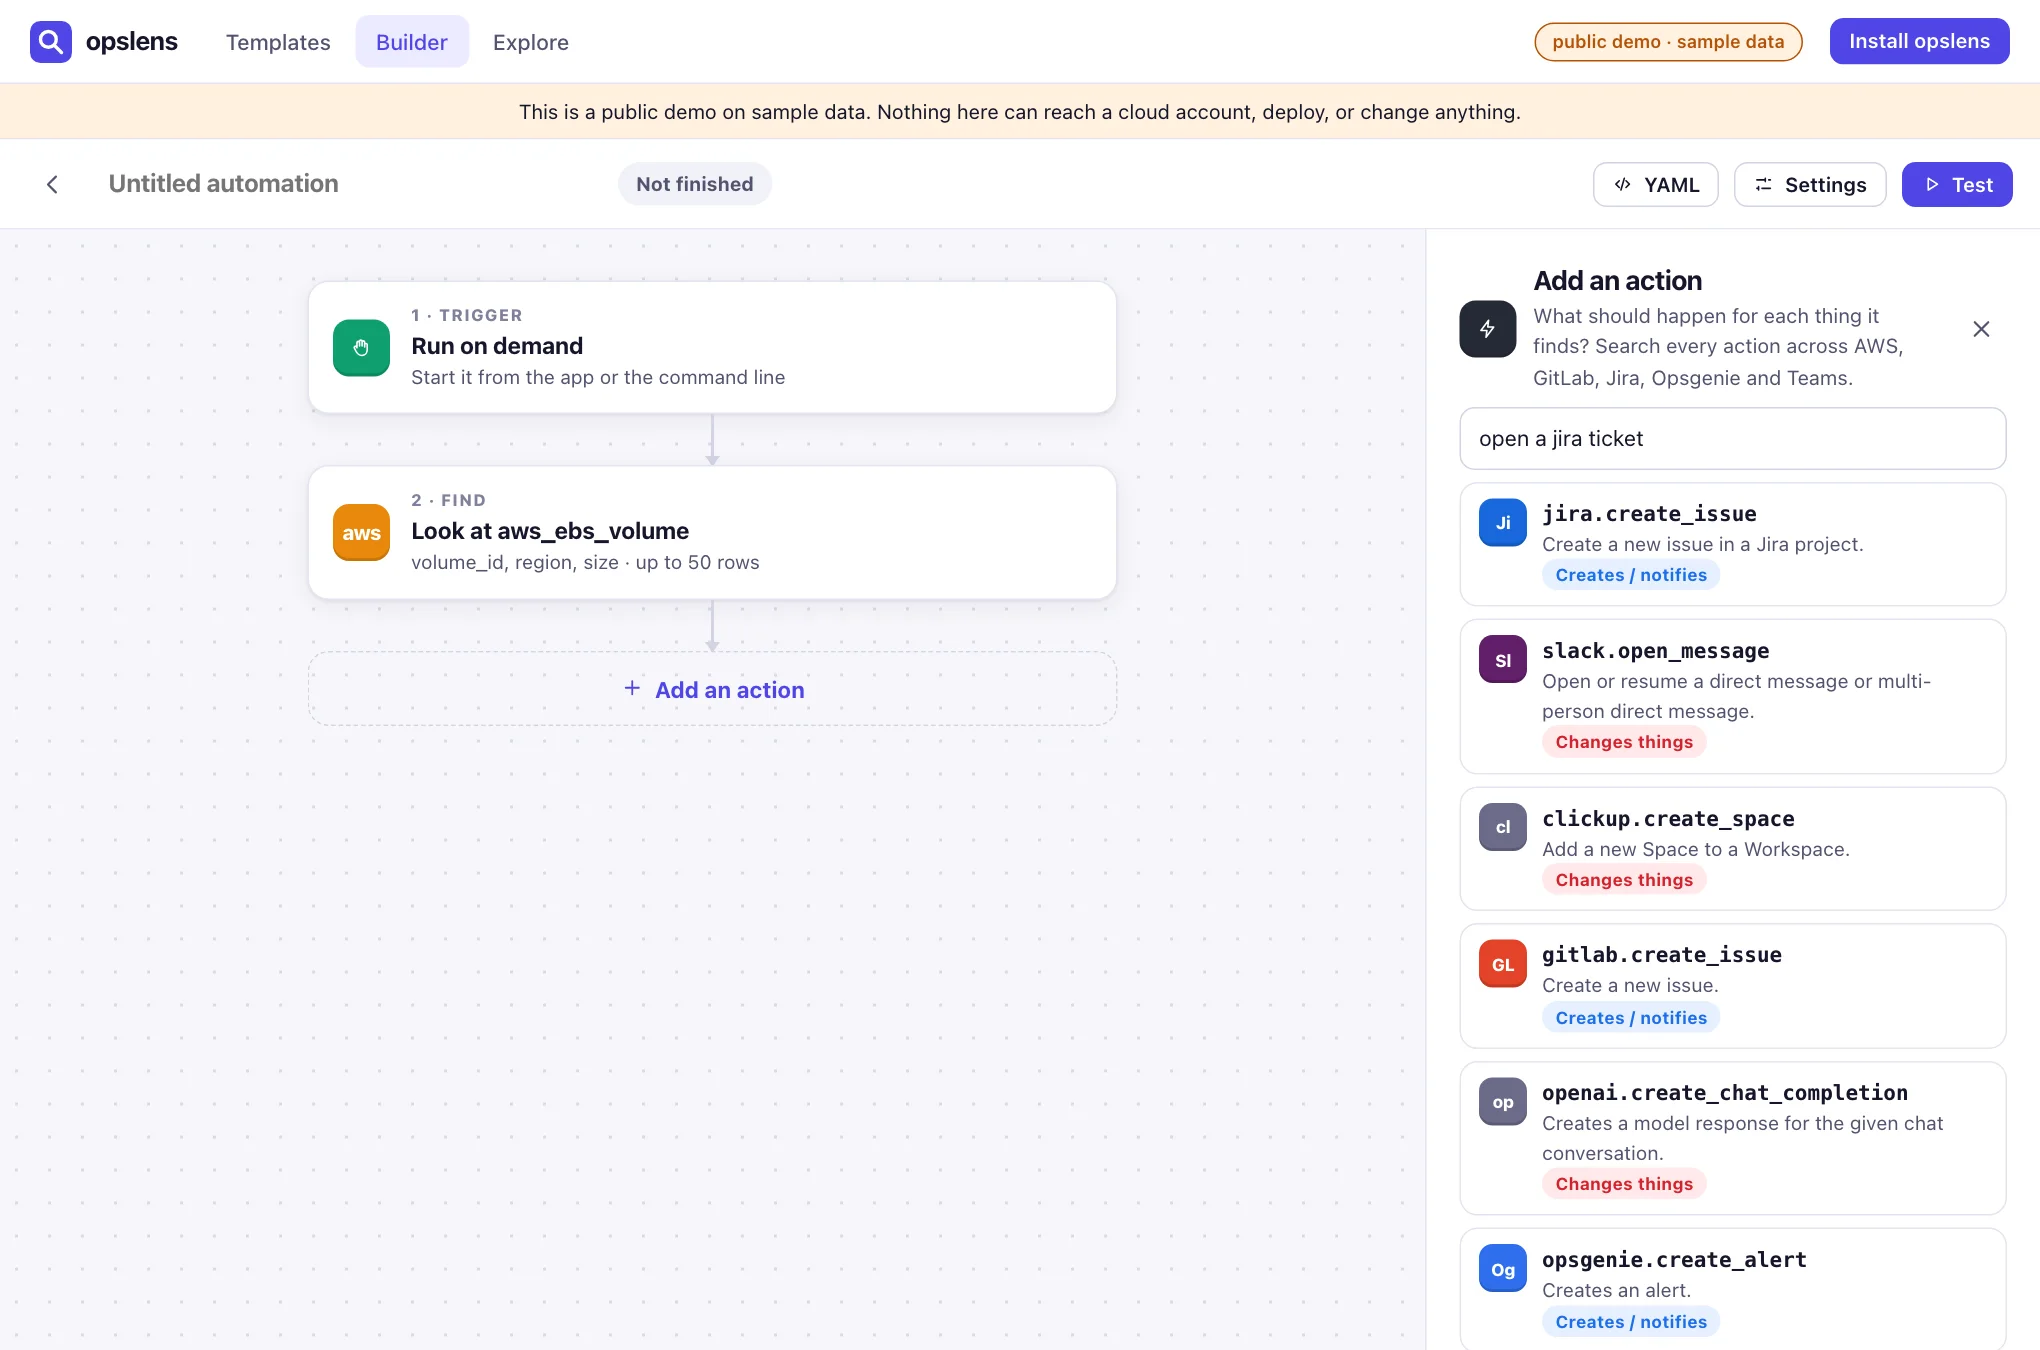 opslens
Templates
Builder
Explore
public demo · sample data
Install opslens
This is a public demo on sample data. Nothing here can reach a cloud account, deploy, or change anything.
Untitled automation
Not finished
YAML
Settings
Test
1 · TRIGGER
Run on demand
Start it from the app or the command line
aws
2 · FIND
Look at aws_ebs_volume
volume_id, region, size · up to 50 rows
+ Add an action
Add an action
What should happen for each thing it
finds? Search every action across AWS,
GitLab, Jira, Opsgenie and Teams.
open a jira ticket
Ji
jira.create_issue
Create a new issue in a Jira project.
Creates / notifies
Sl
slack.open_message
Open or resume a direct message or multi-
person direct message.
Changes things
cl
clickup.create_space
Add a new Space to a Workspace.
Changes things
GL
gitlab.create_issue
Create a new issue.
Creates / notifies
op
openai.create_chat_completion
Creates a model response for the given chat
conversation.
Changes things
Og
opsgenie.create_alert
Creates an alert.
Creates / notifies